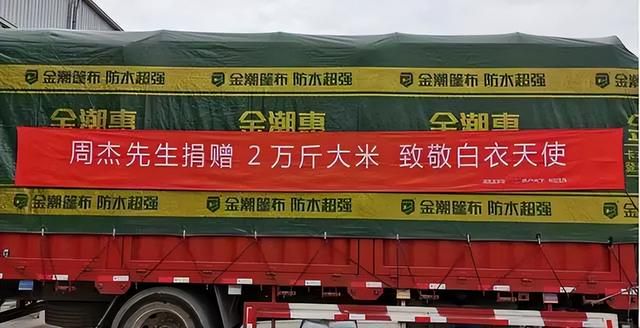 金潮篷布 防水超强 金潮篷布 防水超强 金潮篷布 防水超强
金潮惠 金潮惠 金潮惠
周杰先生捐赠 2万斤大米 致敬白衣天使
金潮篷布 防水超强 金潮篷布 防水超强 金潮篷布 防水超强